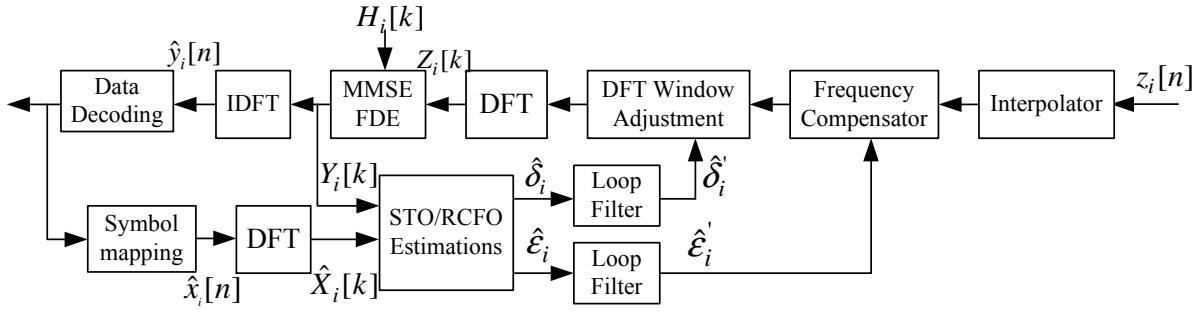 H_i[k]
ŷ_i[n]
Z_i[k]
z_i[n]
Data
Decoding
IDFT
MMSE
FDE
DFT
DFT Window
Adjustment
Frequency
Compensator
Interpolator
Y_i[k]
δ̂_i
Loop
Filter
δ̂_i'
Symbol
mapping
DFT
STO/RCFO
Estimations
ε̂_i
Loop
Filter
ε̂_i'
x̂_i[n]
X̂_i[k]